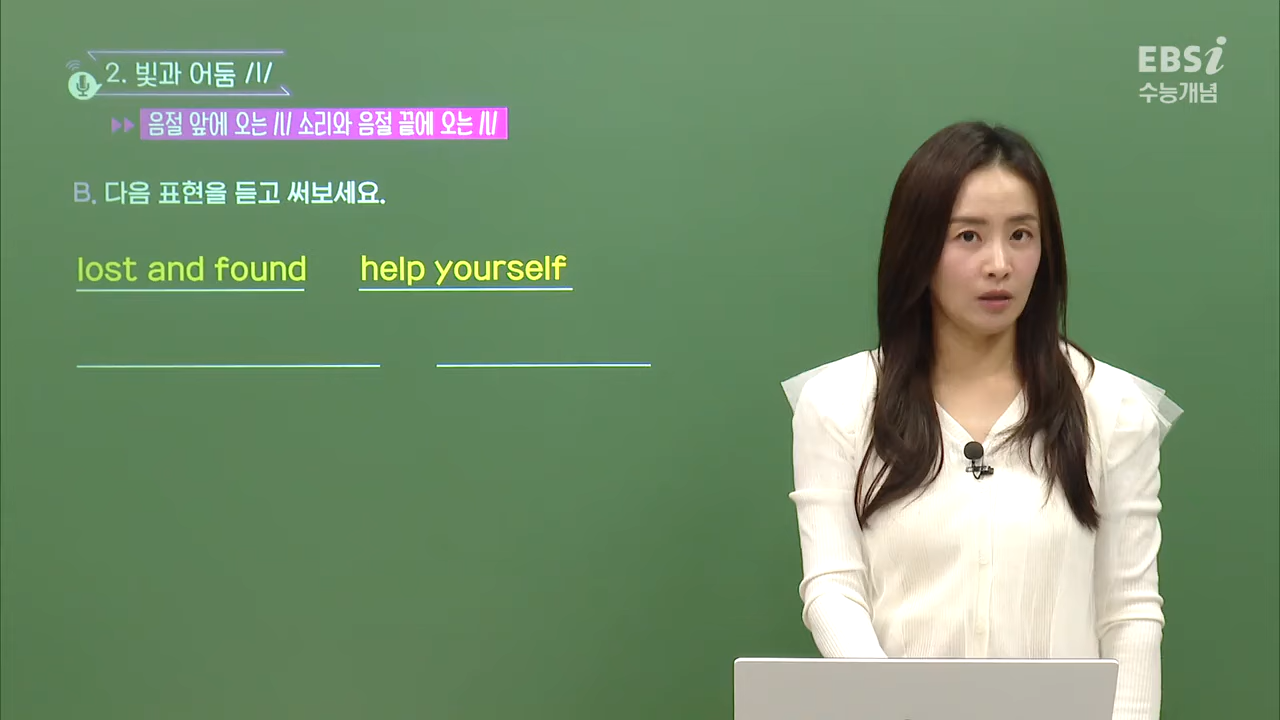 2. 빛과 어둠 /l/
음절 앞에 오는 /l/ 소리와 음절 끝에 오는 /l/
B. 다음 표현을 듣고 써보세요.
lost and found help yourself
EBSi
수능개념